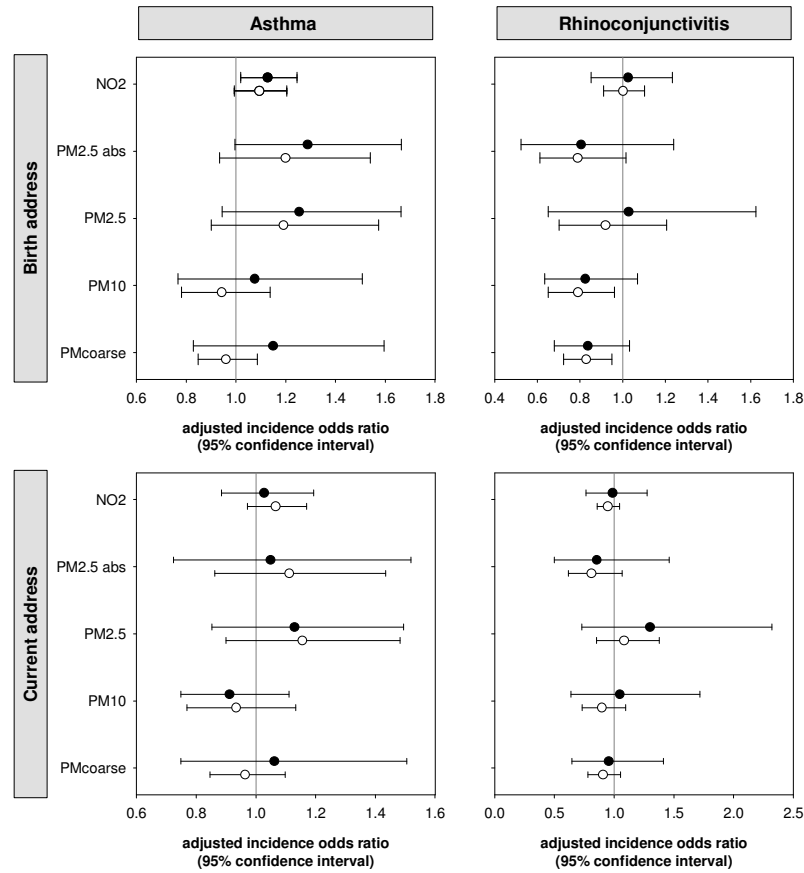 Asthma
Rhinoconjunctivitis
Birth address
NO2
PM2.5 abs
PM2.5
PM10
PMcoarse
0.6 0.8 1.0 1.2 1.4 1.6 1.8
0.4 0.6 0.8 1.0 1.2 1.4 1.6 1.8
adjusted incidence odds ratio
(95% confidence interval)
adjusted incidence odds ratio
(95% confidence interval)
Current address
NO2
PM2.5 abs
PM2.5
PM10
PMcoarse
0.6 0.8 1.0 1.2 1.4 1.6
0.0 0.5 1.0 1.5 2.0 2.5
adjusted incidence odds ratio
(95% confidence interval)
adjusted incidence odds ratio
(95% confidence interval)